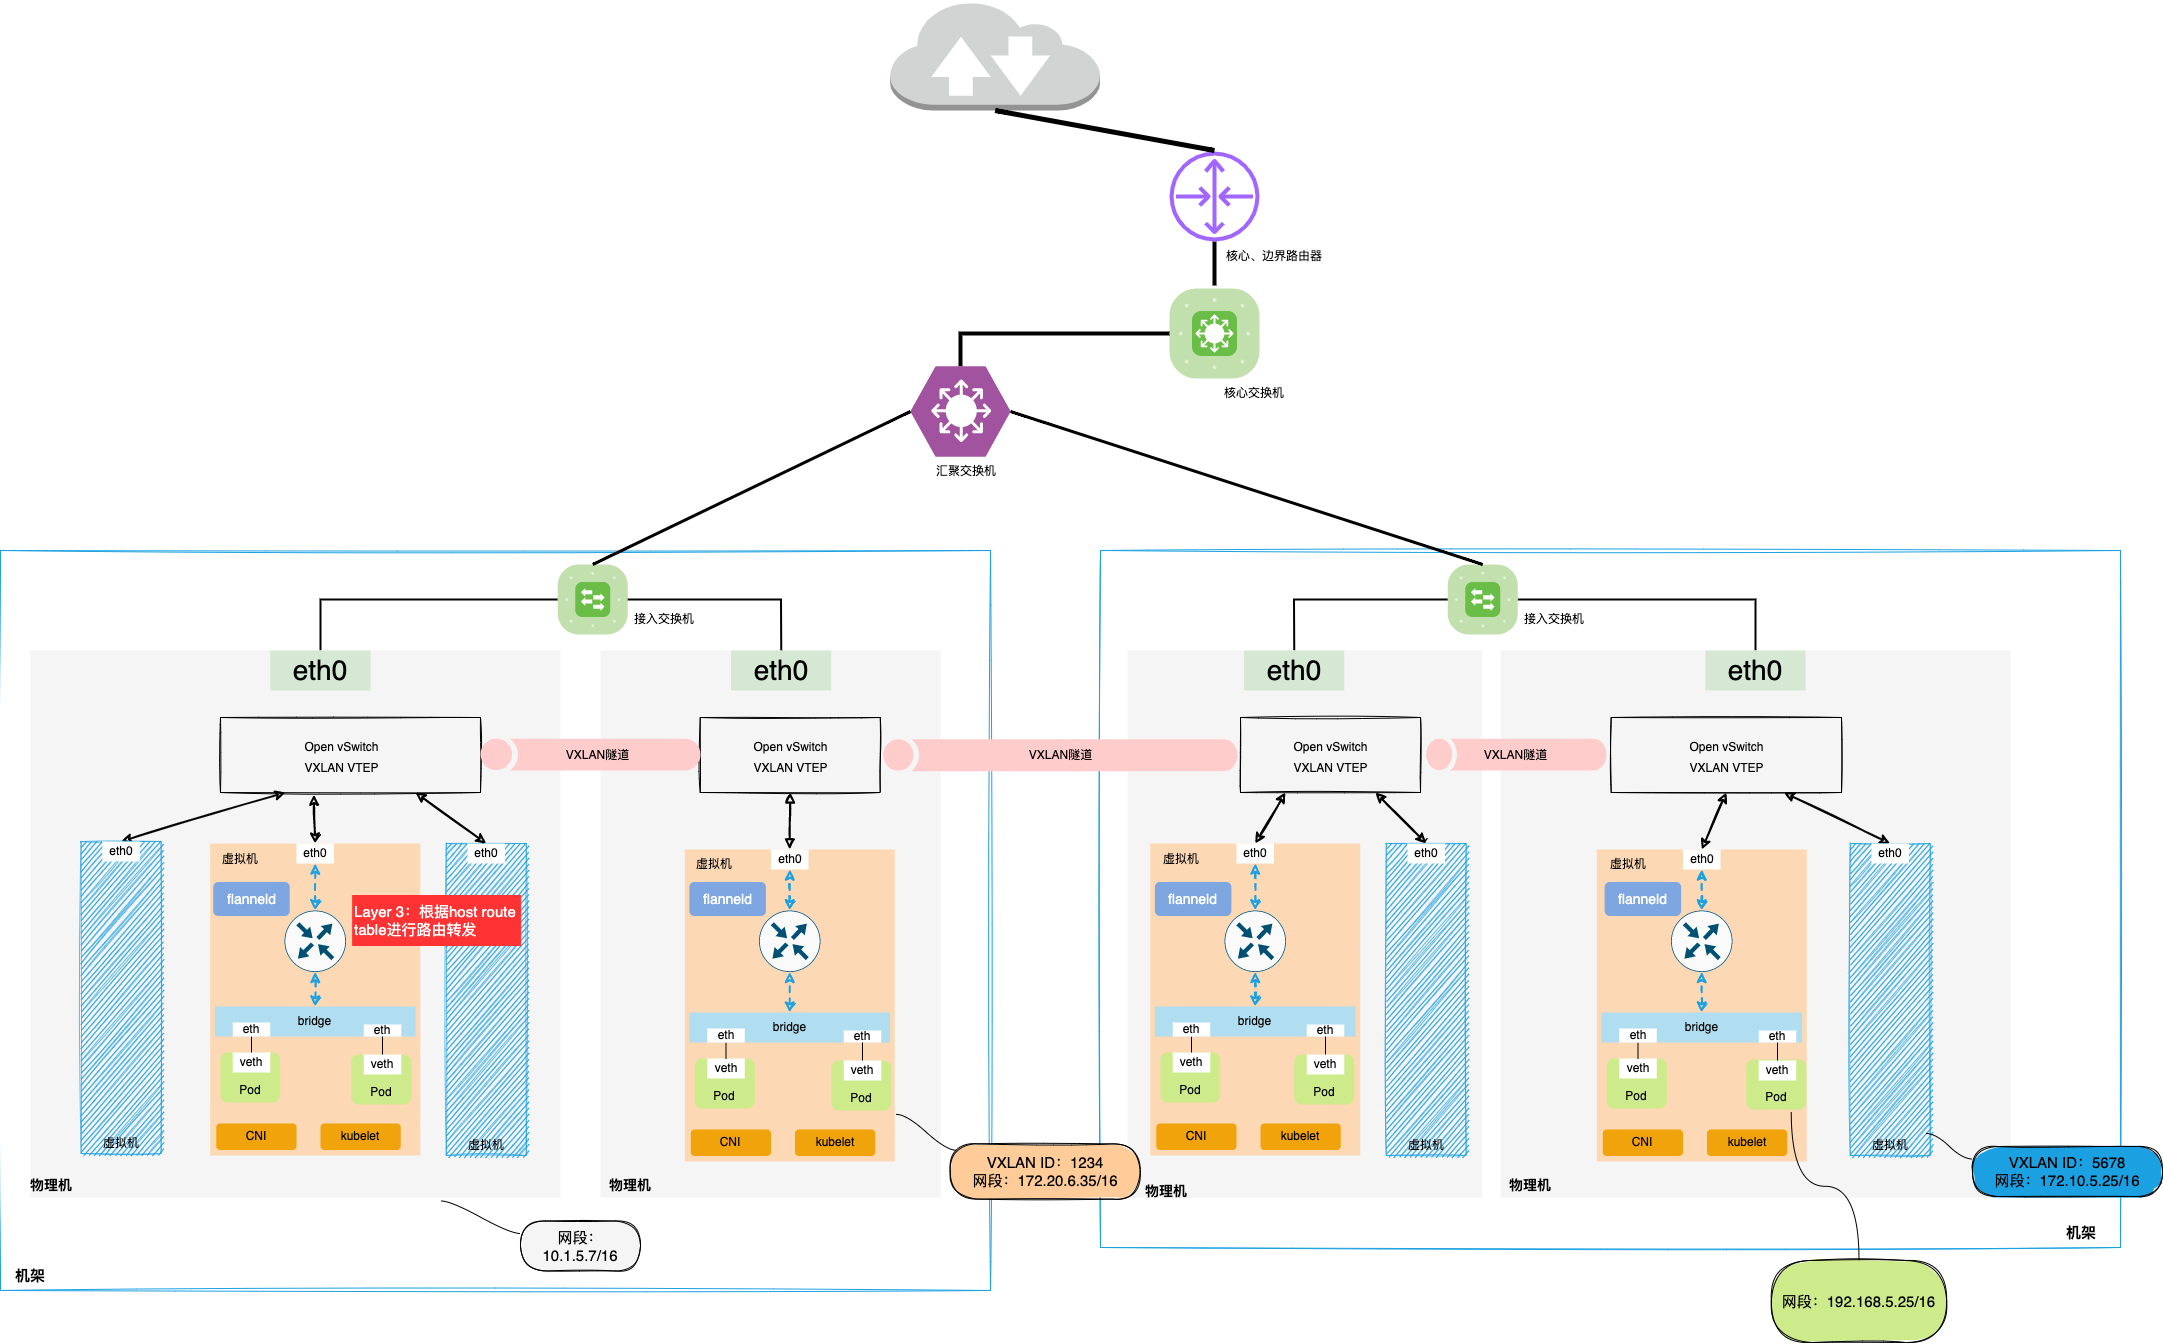 核心、边界路由器
核心交换机
汇聚交换机
接入交换机
eth0
eth0
Open vSwitch
VXLAN VTEP
VXLAN隧道
Open vSwitch
VXLAN VTEP
VXLAN隧道
eth0
虚拟机
虚拟机
eth0
flanneld
Layer 3：根据host route
table进行路由转发
bridge
eth
eth
veth
veth
Pod
Pod
CNI
kubelet
eth0
虚拟机
物理机
虚拟机
eth0
flanneld
bridge
eth
eth
veth
veth
Pod
Pod
CNI
kubelet
物理机
VXLAN ID：1234
网段：172.20.6.35/16
网段：
10.1.5.7/16
机架
接入交换机
eth0
eth0
Open vSwitch
VXLAN VTEP
VXLAN隧道
Open vSwitch
VXLAN VTEP
虚拟机
eth0
flanneld
bridge
eth
eth
veth
veth
Pod
Pod
CNI
kubelet
eth0
虚拟机
物理机
虚拟机
eth0
flanneld
bridge
eth
eth
veth
veth
Pod
Pod
CNI
kubelet
eth0
虚拟机
物理机
VXLAN ID：5678
网段：172.10.5.25/16
机架
网段：192.168.5.25/16